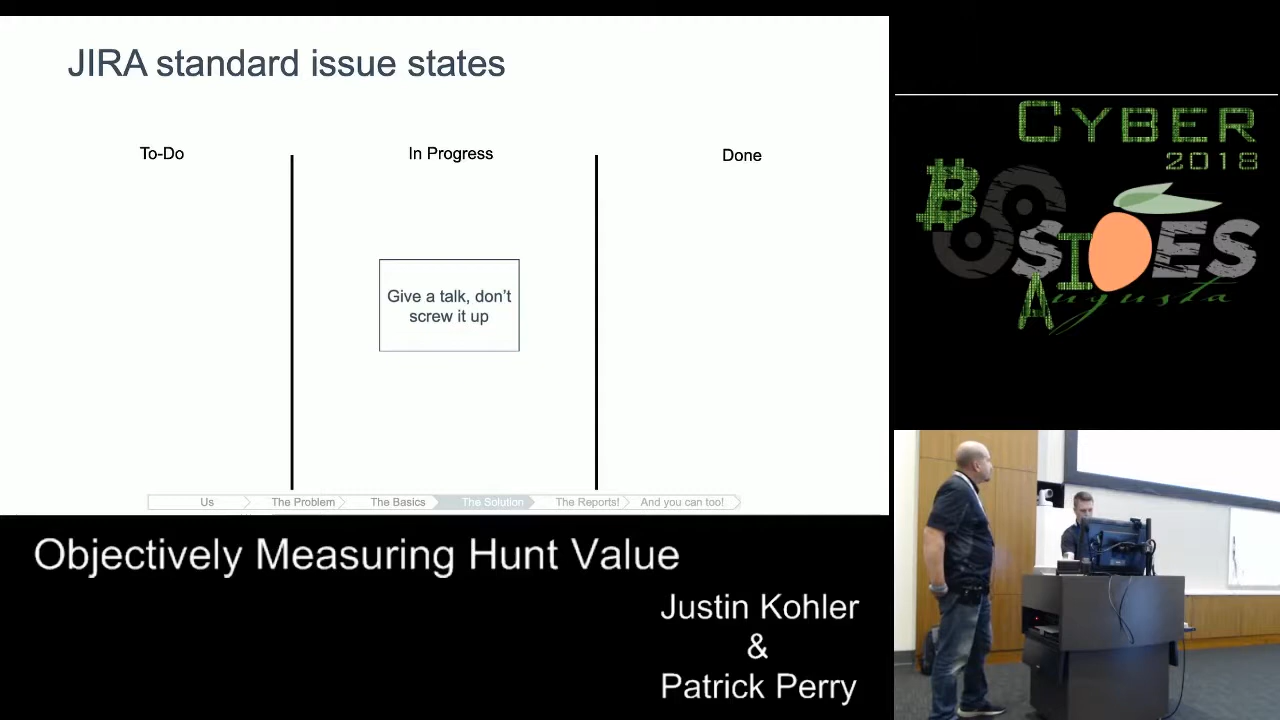 JIRA standard issue states
To-Do
In Progress
Done
Give a talk, don't
screw it up
Us
The Problem
The Basics
The Solution
The Reports!
And you can too!
CYBER
2018
BSIDES
Augusta
Objectively Measuring Hunt Value
Justin Kohler
&
Patrick Perry